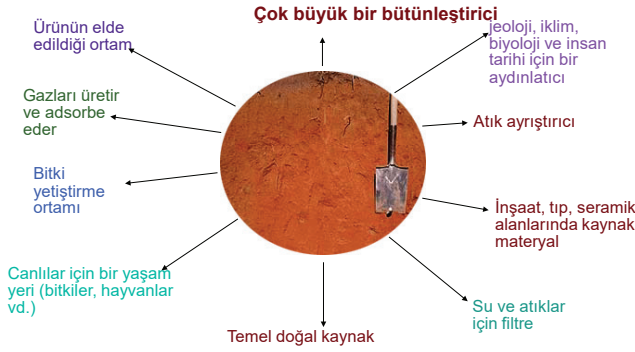 Çok büyük bir bütünleştirici
Ürünün elde
edildiği ortam
jeoloji, iklim,
biyoloji ve insan
tarihi için bir
aydınlatıcı
Gazları üretir
ve adsorbe
eder
Atık ayrıştırıcı
Bitki
yetiştirme
ortamı
İnşaat, tıp, seramik
alanlarında kaynak
materyal
Canlılar için bir yaşam
yeri (bitkiler, hayvanlar
vd.)
Su ve atıklar
için filtre
Temel doğal kaynak